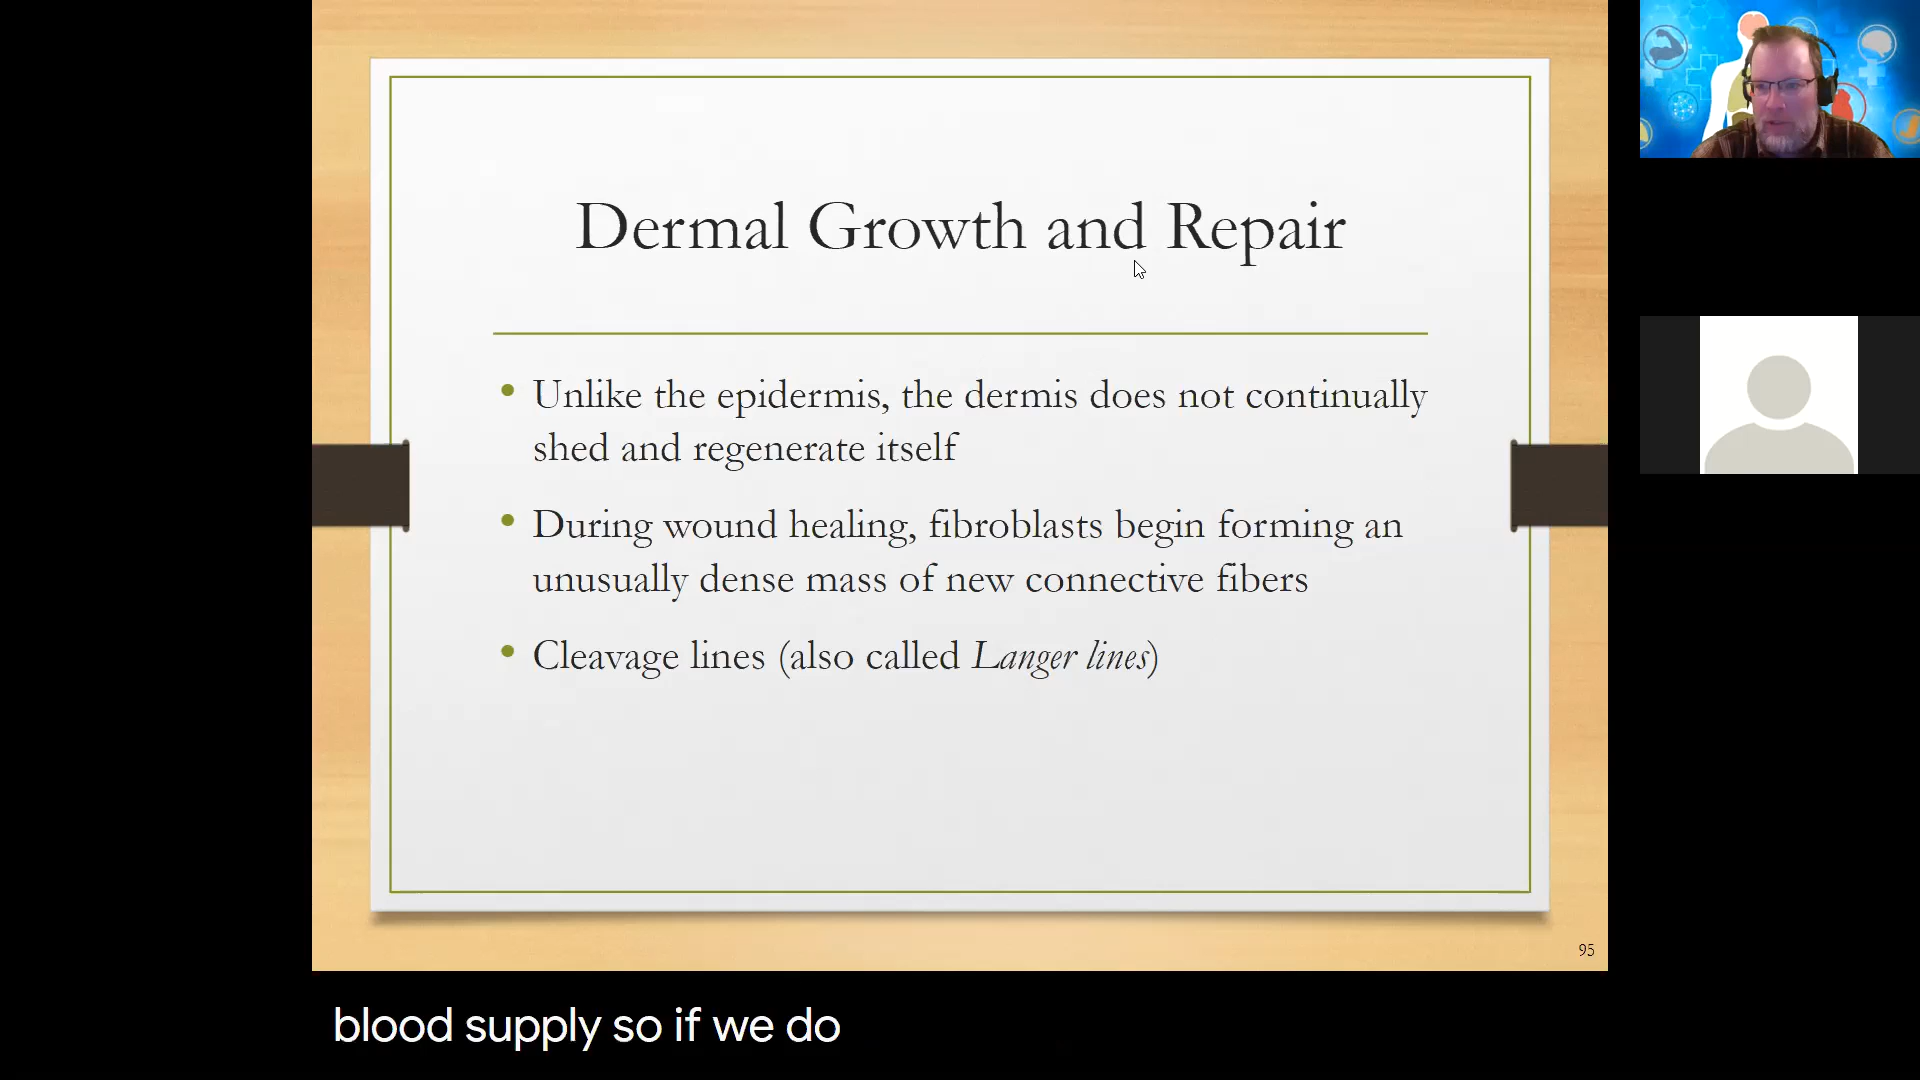 Dermal Growth and Repair
• Unlike the epidermis, the dermis does not continually
shed and regenerate itself
• During wound healing, fibroblasts begin forming an
unusually dense mass of new connective fibers
• Cleavage lines (also called Langer lines)
95
blood supply so if we do